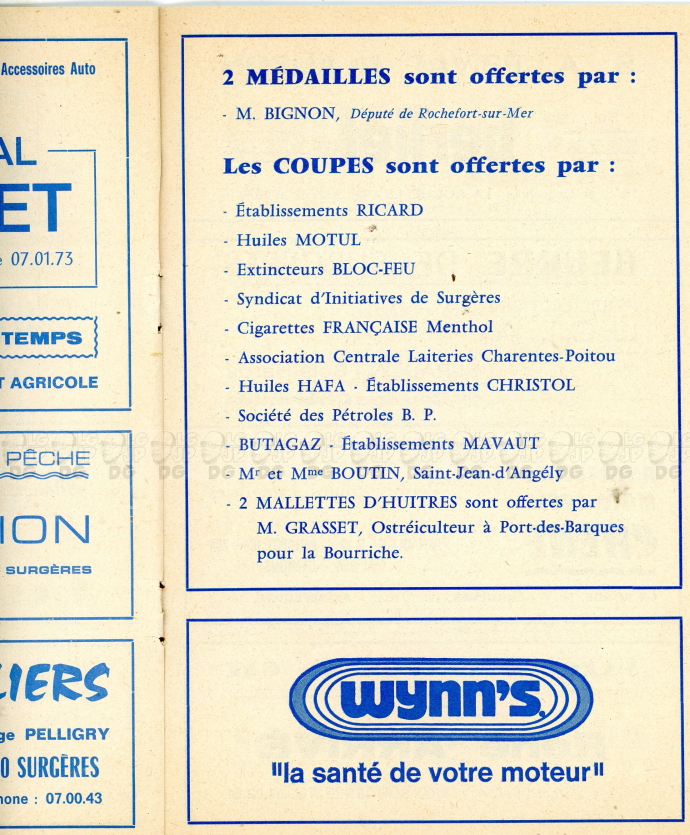 Accessoires Auto
AL
ET
07.01.73
TEMPS
T AGRICOLE
PÊCHE
ION
SURGÈRES
LIERS
ge PELLIGRY
0 SURGÈRES
hone : 07.00.43
2 MÉDAILLES sont offertes par :
- M. BIGNON, Député de Rochefort-sur-Mer
Les COUPES sont offertes par :
- Établissements RICARD
- Huiles MOTUL
- Extincteurs BLOC-FEU
- Syndicat d'Initiatives de Surgères
- Cigarettes FRANÇAISE Menthol
- Association Centrale Laiteries Charentes-Poitou
- Huiles HAFA - Établissements CHRISTOL
- Société des Pétroles B. P.
- BUTAGAZ - Établissements MAVAUT
- Mr et Mme BOUTIN, Saint-Jean-d'Angély
- 2 MALLETTES D'HUITRES sont offertes par
M. GRASSET, Ostréiculteur à Port-des-Barques
pour la Bourriche.
wynn's.
"la santé de votre moteur"